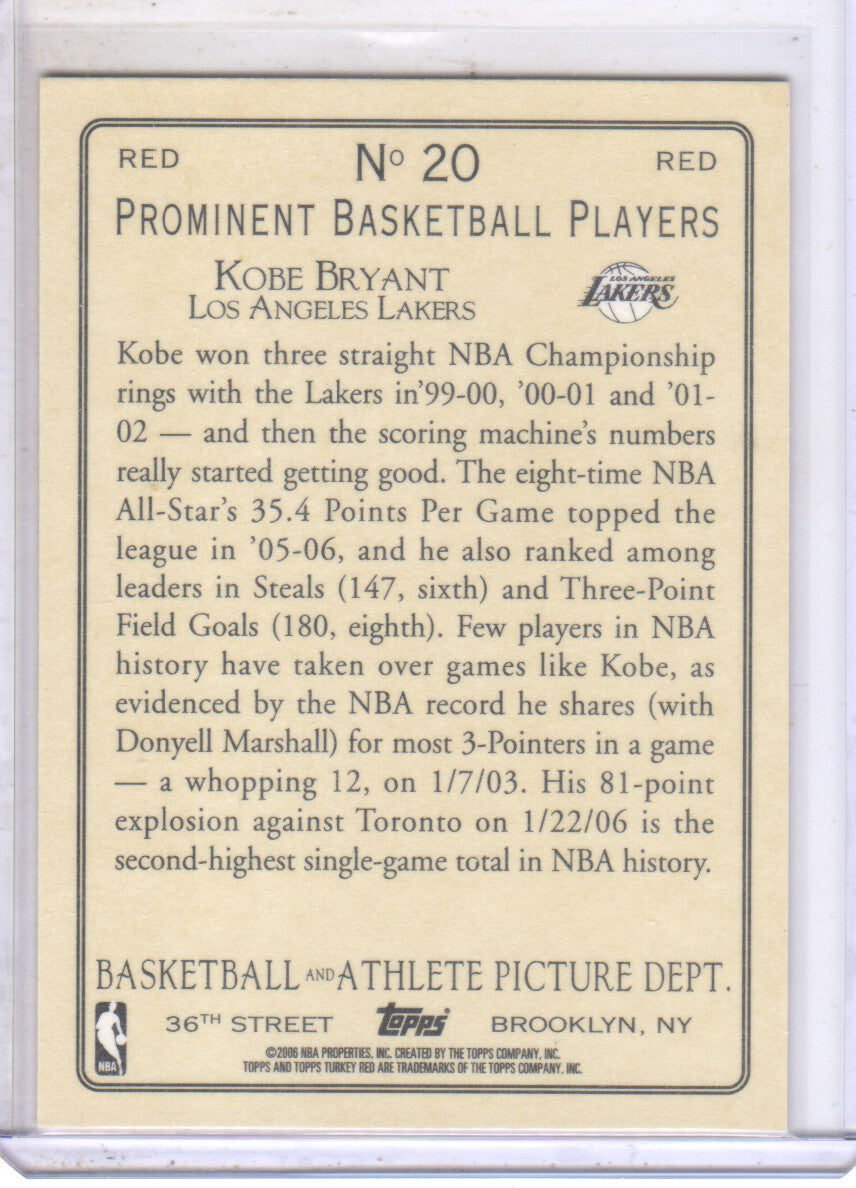 RED Nº 20 RED
PROMINENT BASKETBALL PLAYERS
KOBE BRYANT
LOS ANGELES LAKERS
LOS ANGELES
LAKERS
Kobe won three straight NBA Championship
rings with the Lakers in’99-00, ’00-01 and ’01-
02 — and then the scoring machine’s numbers
really started getting good. The eight-time NBA
All-Star’s 35.4 Points Per Game topped the
league in ’05-06, and he also ranked among
leaders in Steals (147, sixth) and Three-Point
Field Goals (180, eighth). Few players in NBA
history have taken over games like Kobe, as
evidenced by the NBA record he shares (with
Donyell Marshall) for most 3-Pointers in a game
— a whopping 12, on 1/7/03. His 81-point
explosion against Toronto on 1/22/06 is the
second-highest single-game total in NBA history.
BASKETBALL AND ATHLETE PICTURE DEPT.
36TH STREET Topps BROOKLYN, NY
NBA
©2006 NBA PROPERTIES, INC. CREATED BY THE TOPPS COMPANY, INC.
TOPPS AND TOPPS TURKEY RED ARE TRADEMARKS OF THE TOPPS COMPANY, INC.